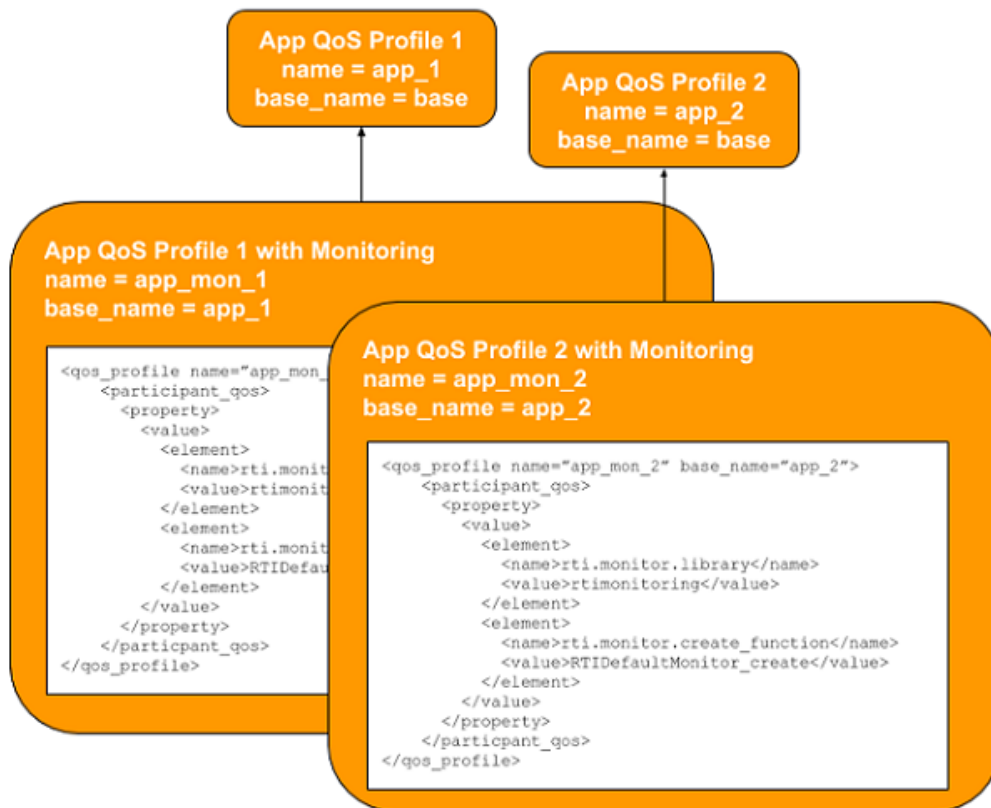 App QoS Profile 1
name = app_1
base_name = base
App QoS Profile 2
name = app_2
base_name = base
App QoS Profile 1 with Monitoring
name = app_mon_1
base_name = app_1
<qos_profile name=”app_mon_
<participant_qos>
<property>
<value>
<element>
<name>rti.monit
<value>rtimonit
</element>
<element>
<name>rti.monit
<value>RTIDefau
</element>
</value>
</property>
</particpant_qos>
</qos_profile>
App QoS Profile 2 with Monitoring
name = app_mon_2
base_name = app_2
<qos_profile name=”app_mon_2” base_name=”app_2”>
<participant_qos>
<property>
<value>
<element>
<name>rti.monitor.library</name>
<value>rtimonitoring</value>
</element>
<element>
<name>rti.monitor.create_function</name>
<value>RTIDefaultMonitor_create</value>
</element>
</value>
</property>
</particpant_qos>
</qos_profile>